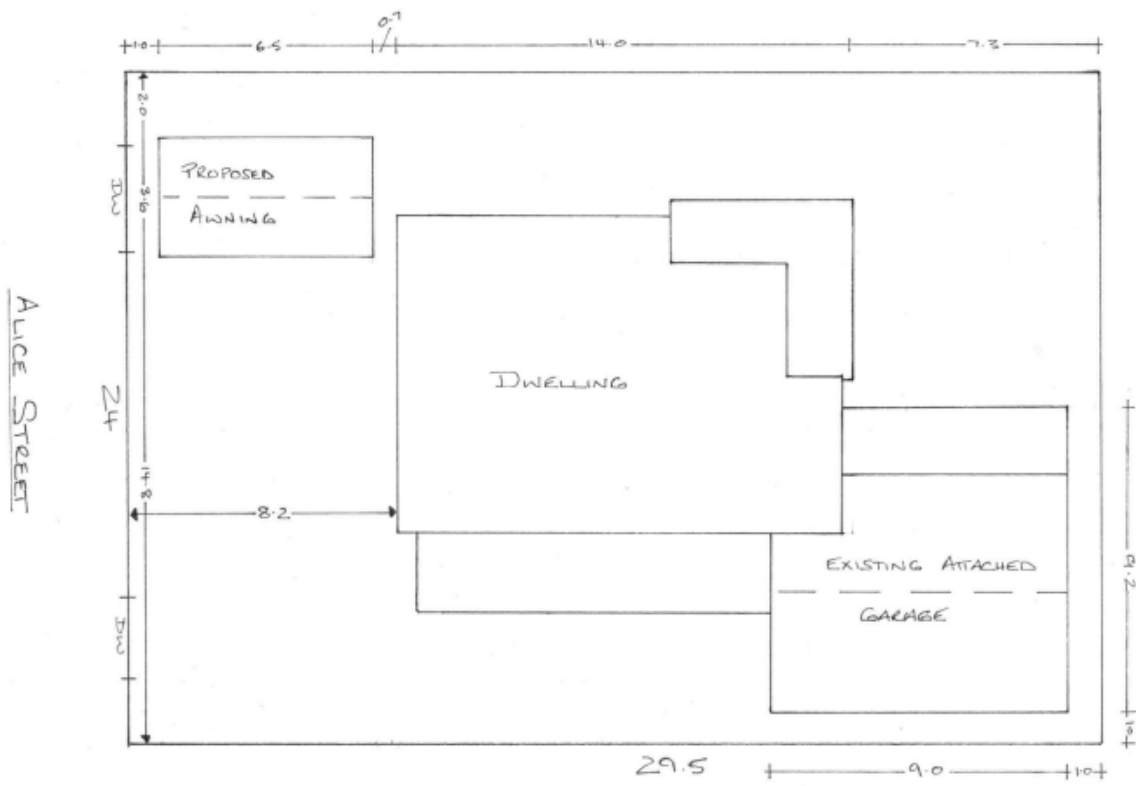 1.0
6.5
0.7
14.0
7.3
2.0
DW
3.6
PROPOSED
AWNING
ALICE STREET
24
DWELLING
14.8
8.2
EXISTING ATTACHED
GARAGE
9.2
DW
1.0
29.5
9.0
1.0